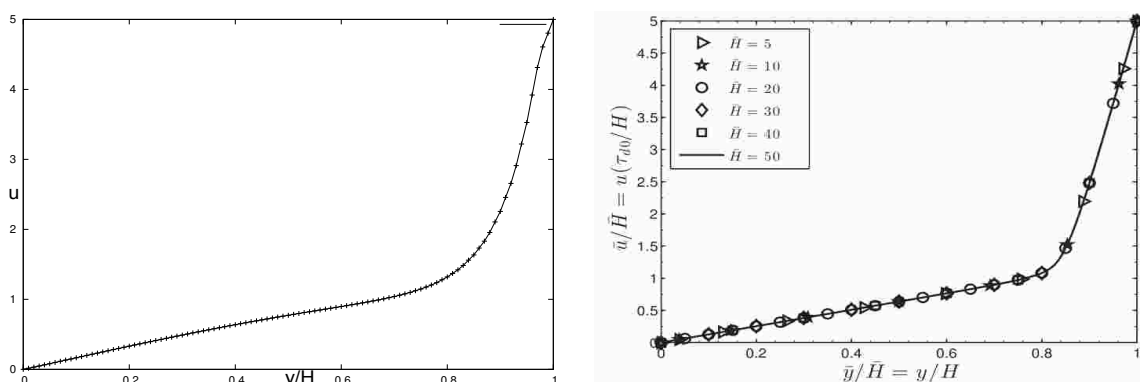 5
4
3
2
1
0
u
0
0.2
0.4
0.6
0.8
1
y/H
H̄ = 5
H̄ = 10
H̄ = 20
H̄ = 30
H̄ = 40
H̄ = 50
5
4.5
4
3.5
3
2.5
2
1.5
1
0.5
0
ū/H̄ = u(τ_{d0}/H)
0
0.2
0.4
0.6
0.8
1
ȳ/H̄ = y/H